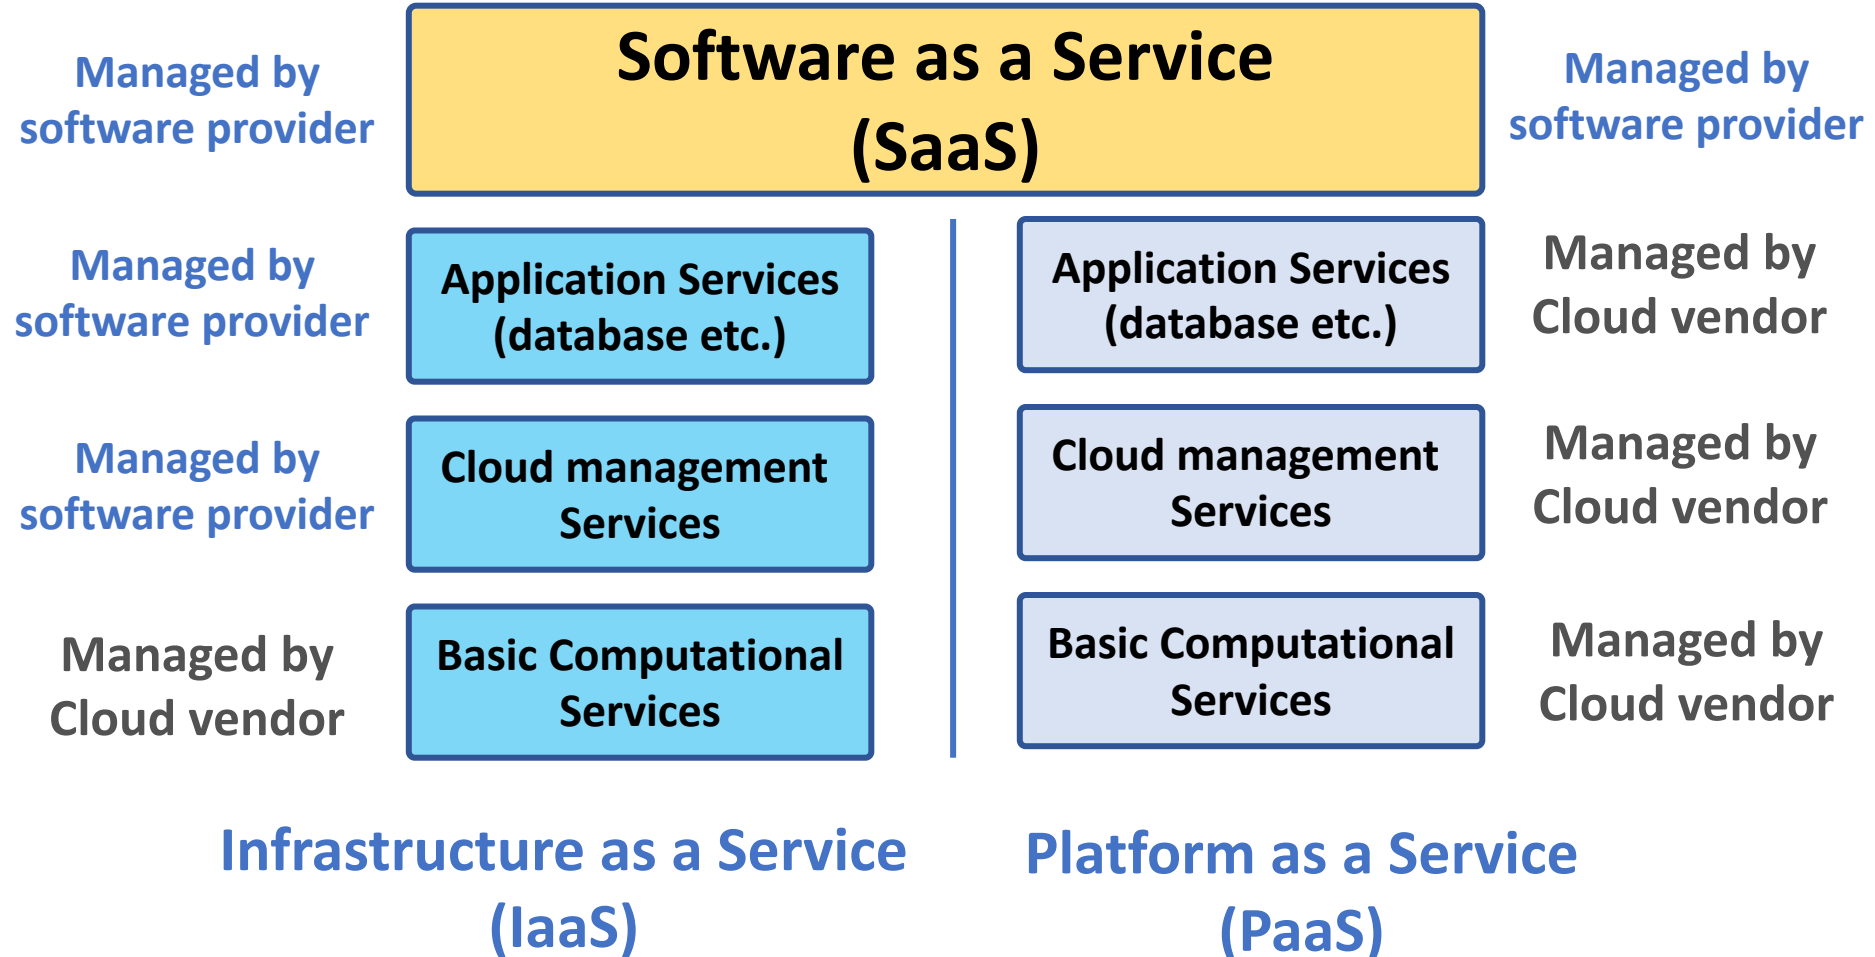 Software as a Service
(SaaS)
Managed by
software provider
Managed by
software provider
Managed by
software provider
Application Services
(database etc.)
Application Services
(database etc.)
Managed by
Cloud vendor
Managed by
software provider
Cloud management
Services
Cloud management
Services
Managed by
Cloud vendor
Managed by
Cloud vendor
Basic Computational
Services
Basic Computational
Services
Managed by
Cloud vendor
Infrastructure as a Service
(IaaS)
Platform as a Service
(PaaS)